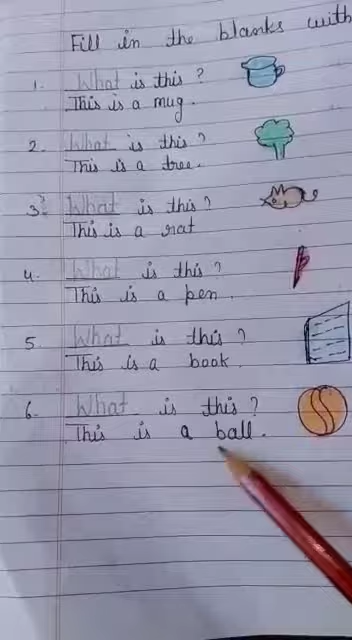 Fill in the blanks with
1. What is this ?
This is a mug.
2. What is this ?
This is a tree.
3. What is this ?
This is a rat
4. What is this ?
This is a pen.
5. What is this ?
This is a book.
6. What is this ?
This is a ball.